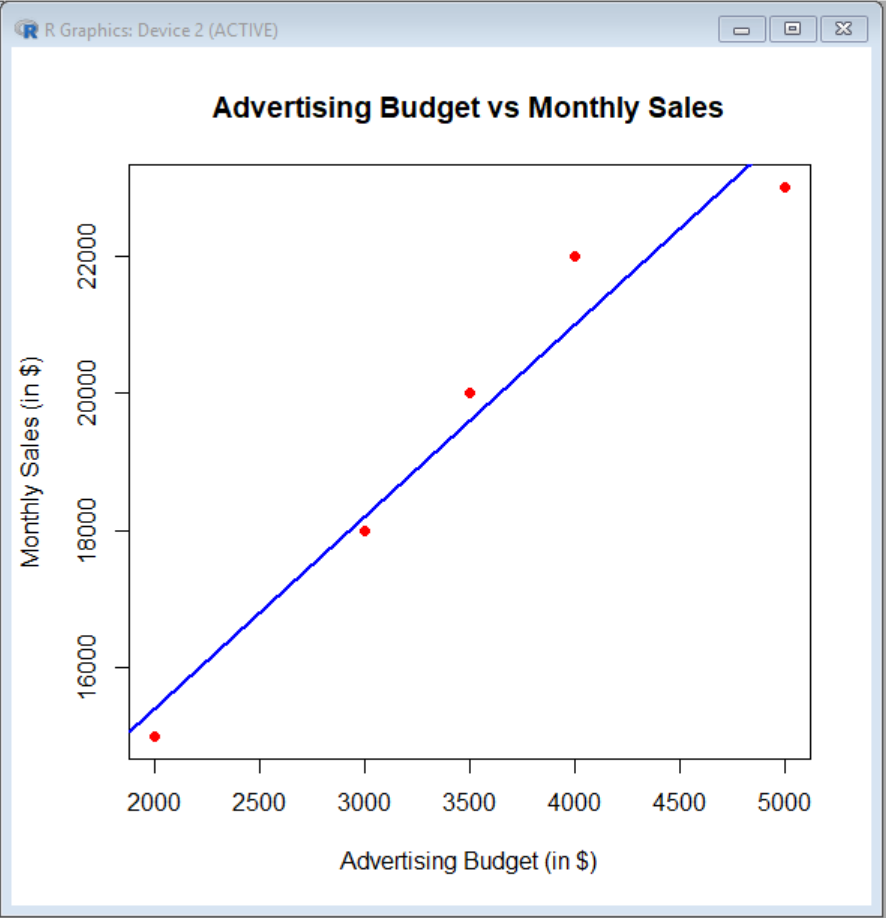 R Graphics: Device 2 (ACTIVE)
Advertising Budget vs Monthly Sales
Monthly Sales (in $)
22000
20000
18000
16000
2000 2500 3000 3500 4000 4500 5000
Advertising Budget (in $)